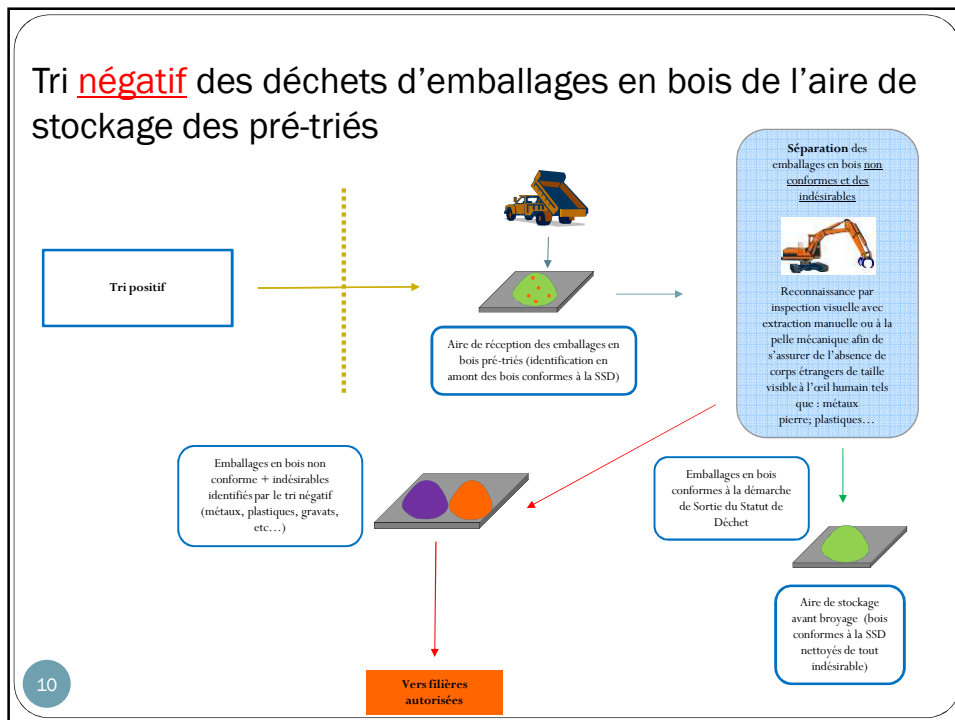 Tri négatif des déchets d’emballages en bois de l’aire de
stockage des pré-triés
Tri positif
Aire de réception des emballages en
bois pré-triés (identification en
amont des bois conformes à la SSD)
Séparation des
emballages en bois non
conformes et des
indésirables
Reconnaissance par
inspection visuelle avec
extraction manuelle ou à la
pelle mécanique afin de
s’assurer de l’absence de
corps étrangers de taille
visible à l’œil humain tels
que : métaux
pierre; plastiques…
Emballages en bois non
conforme + indésirables
identifiés par le tri négatif
(métaux, plastiques, gravats,
etc…)
Emballages en bois
conformes à la démarche
de Sortie du Statut de
Déchet
Aire de stockage
avant broyage (bois
conformes à la SSD
nettoyés de tout
indésirable)
Vers filières
autorisées
10